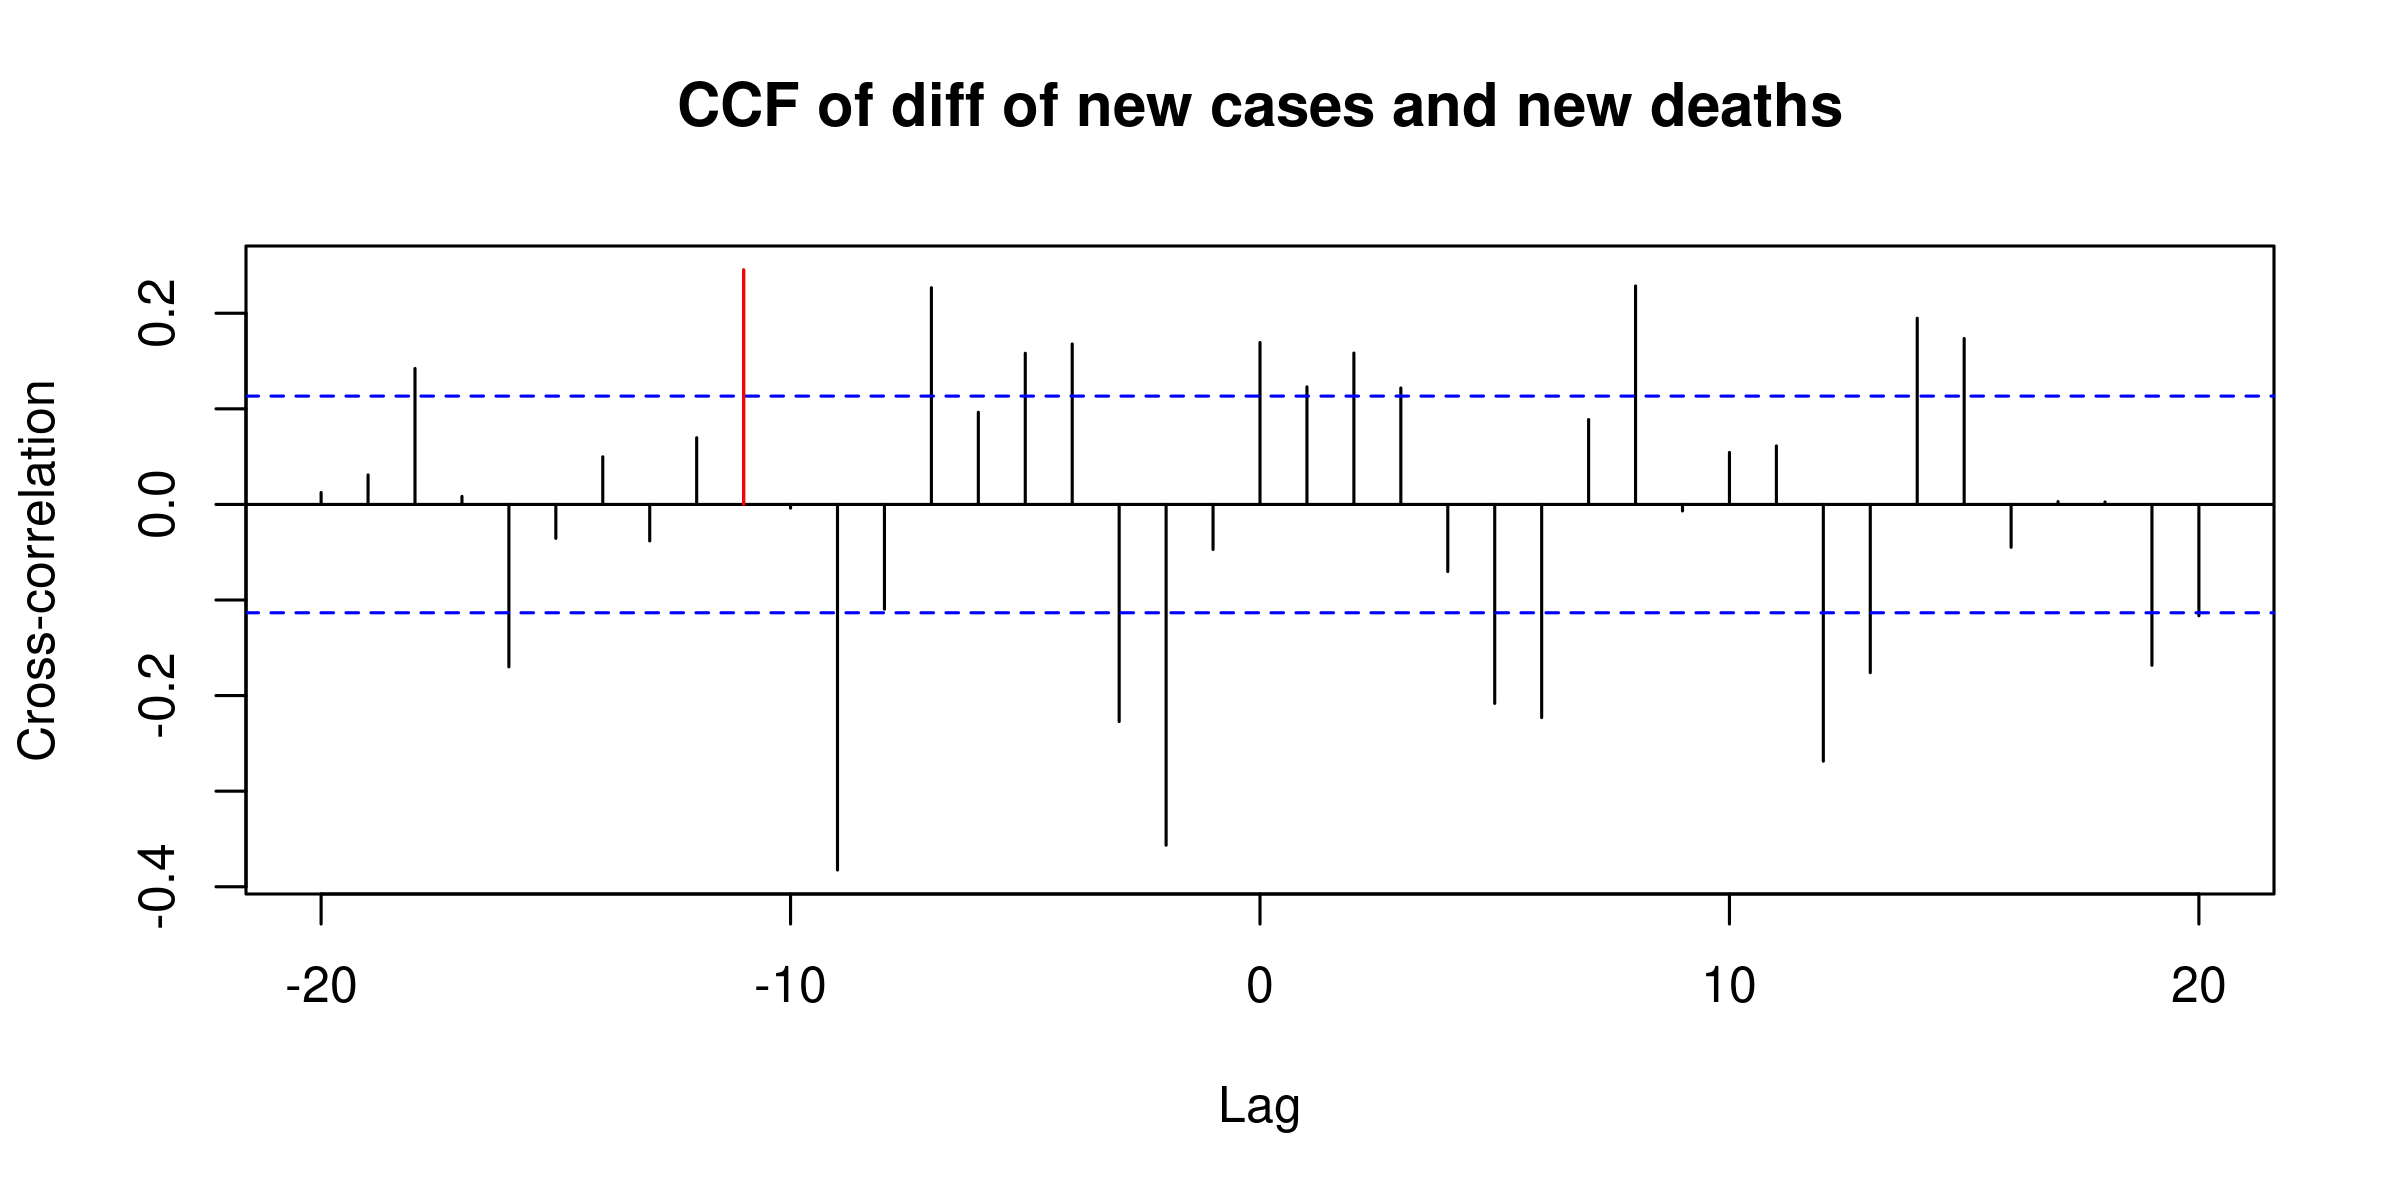 CCF of diff of new cases and new deaths
Cross-correlation
0.2
0.0
-0.2
-0.4
-20 -10 0 10 20
Lag